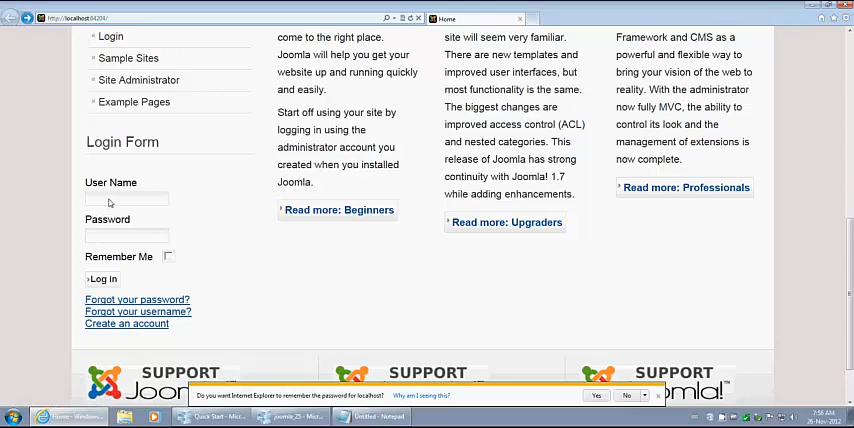 http://localhost:64204/
Home
Login
Sample Sites
Site Administrator
Example Pages
Login Form
User Name
Password
Remember Me
Log in
Forgot your password?
Forgot your username?
Create an account
come to the right place.
Joomla will help you get your
website up and running quickly
and easily.
Start off using your site by
logging in using the
administrator account you
created when you installed
Joomla.
Read more: Beginners
site will seem very familiar.
There are new templates and
improved user interfaces, but
most functionality is the same.
The biggest changes are
improved access control (ACL)
and nested categories. This
release of Joomla has strong
continuity with Joomla! 1.7
while adding enhancements.
Read more: Upgraders
Framework and CMS as a
powerful and flexible way to
bring your vision of the web to
reality. With the administrator
now fully MVC, the ability to
control its look and the
management of extensions is
now complete.
Read more: Professionals
SUPPORT
SUPPORT
SUPPORT
Do you want Internet Explorer to remember the password for localhost?
Why am I seeing this?
Yes
No
Home - Windows...
Quick Start - Micr...
joomla_25 - Micr...
Untitled - Notepad
7:56 AM
26-Nov-2012